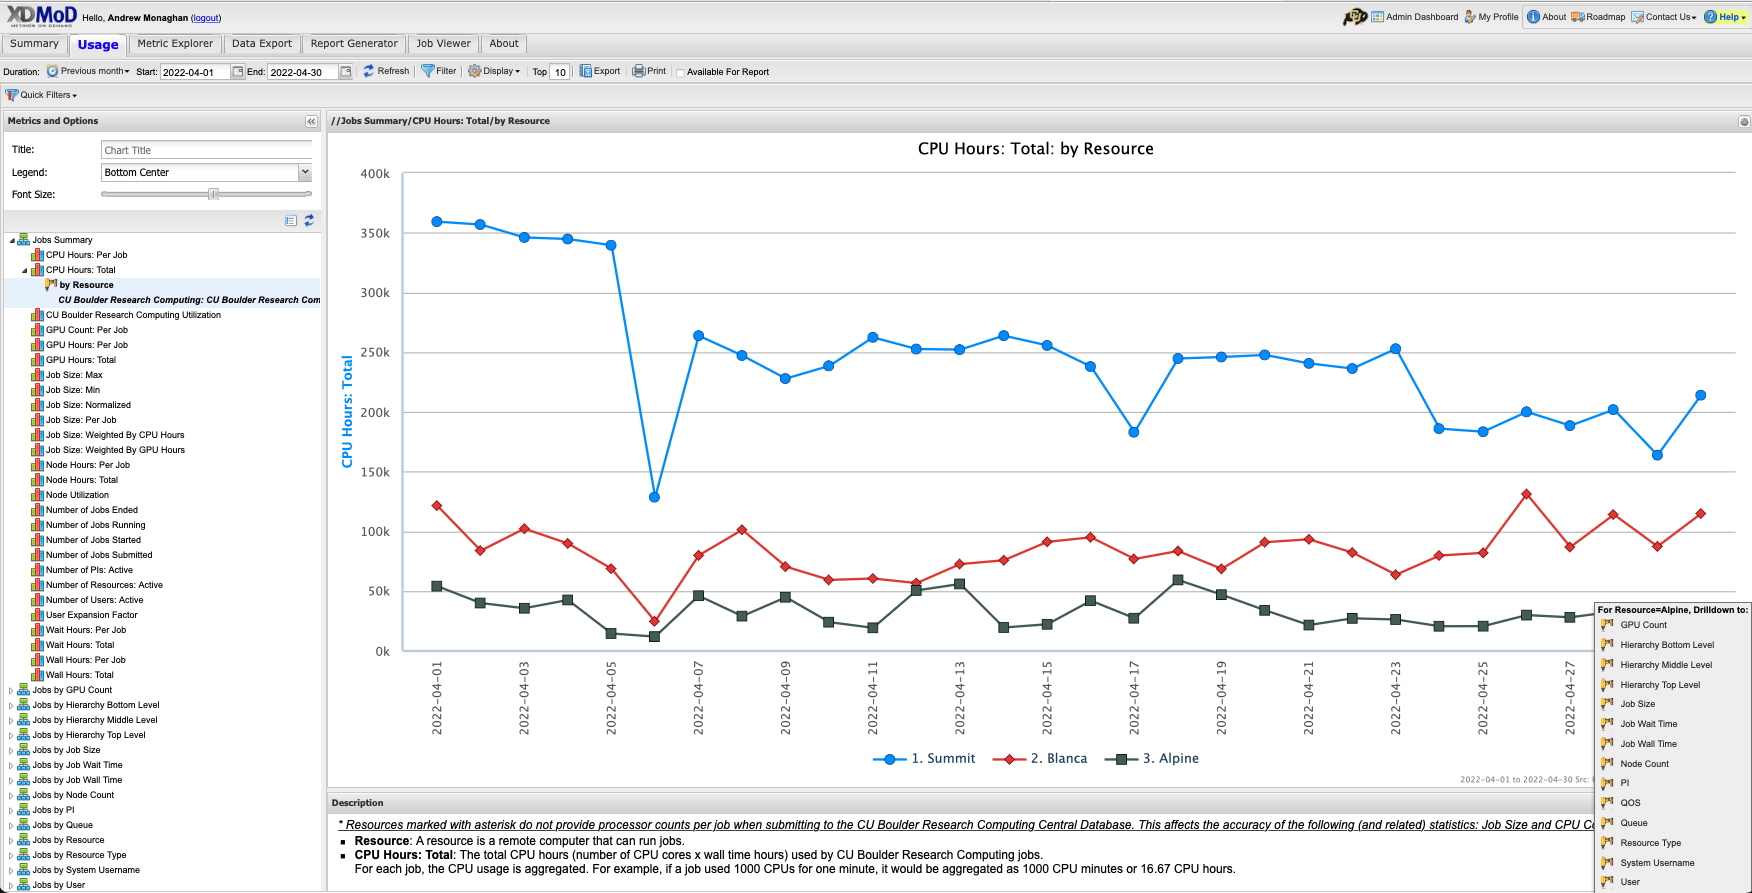 XDMoD
METRICS ON DEMAND
Hello, Andrew Monaghan (logout)
Admin Dashboard My Profile About Roadmap Contact Us Help
Summary Usage Metric Explorer Data Export Report Generator Job Viewer About
Duration: Previous month Start: 2022-04-01 End: 2022-04-30 Refresh Filter Display Top 10 Export Print Available For Report
Quick Filters
Metrics and Options
Title: Chart Title
Legend: Bottom Center
Font Size:
Jobs Summary
CPU Hours: Per Job
CPU Hours: Total
by Resource
CU Boulder Research Computing: CU Boulder Research Com
CU Boulder Research Computing Utilization
GPU Count: Per Job
GPU Hours: Per Job
GPU Hours: Total
Job Size: Max
Job Size: Min
Job Size: Normalized
Job Size: Per Job
Job Size: Weighted By CPU Hours
Job Size: Weighted By GPU Hours
Node Hours: Per Job
Node Hours: Total
Node Utilization
Number of Jobs Ended
Number of Jobs Running
Number of Jobs Started
Number of Jobs Submitted
Number of PIs: Active
Number of Resources: Active
Number of Users: Active
User Expansion Factor
Wait Hours: Per Job
Wait Hours: Total
Wall Hours: Per Job
Wall Hours: Total
Jobs by GPU Count
Jobs by Hierarchy Bottom Level
Jobs by Hierarchy Middle Level
Jobs by Hierarchy Top Level
Jobs by Job Size
Jobs by Job Wait Time
Jobs by Job Wall Time
Jobs by Node Count
Jobs by PI
Jobs by Queue
Jobs by Resource
Jobs by Resource Type
Jobs by System Username
Jobs by User
//Jobs Summary/CPU Hours: Total/by Resource
CPU Hours: Total: by Resource
CPU Hours: Total
400k
350k
300k
250k
200k
150k
100k
50k
0k
2022-04-01
2022-04-03
2022-04-05
2022-04-07
2022-04-09
2022-04-11
2022-04-13
2022-04-15
2022-04-17
2022-04-19
2022-04-21
2022-04-23
2022-04-25
2022-04-27
1. Summit 2. Blanca 3. Alpine
2022-04-01 to 2022-04-30 Src:
For Resource=Alpine, Drilldown to:
GPU Count
Hierarchy Bottom Level
Hierarchy Middle Level
Hierarchy Top Level
Job Size
Job Wait Time
Job Wall Time
Node Count
PI
QOS
Queue
Resource Type
System Username
User
Description
* Resources marked with asterisk do not provide processor counts per job when submitting to the CU Boulder Research Computing Central Database. This affects the accuracy of the following (and related) statistics: Job Size and CPU C
Resource: A resource is a remote computer that can run jobs.
CPU Hours: Total: The total CPU hours (number of CPU cores x wall time hours) used by CU Boulder Research Computing jobs.
For each job, the CPU usage is aggregated. For example, if a job used 1000 CPUs for one minute, it would be aggregated as 1000 CPU minutes or 16.67 CPU hours.